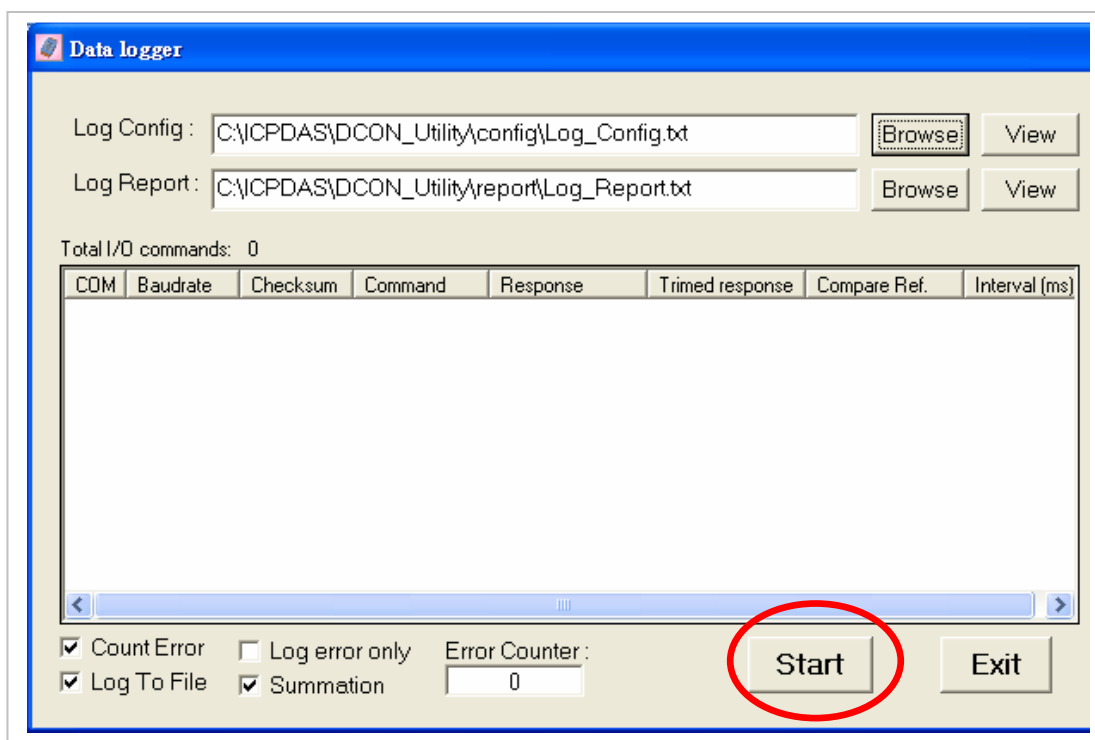 Data logger
Log Config : C:\ICPDAS\DCON_Utility\config\Log_Config.txt Browse View
Log Report : C:\ICPDAS\DCON_Utility\report\Log_Report.txt Browse View
Total I/O commands: 0
COM Baudrate Checksum Command Response Trimed response Compare Ref. Interval (ms)
Count Error Log error only Error Counter :
Log To File Summation 0 Start Exit